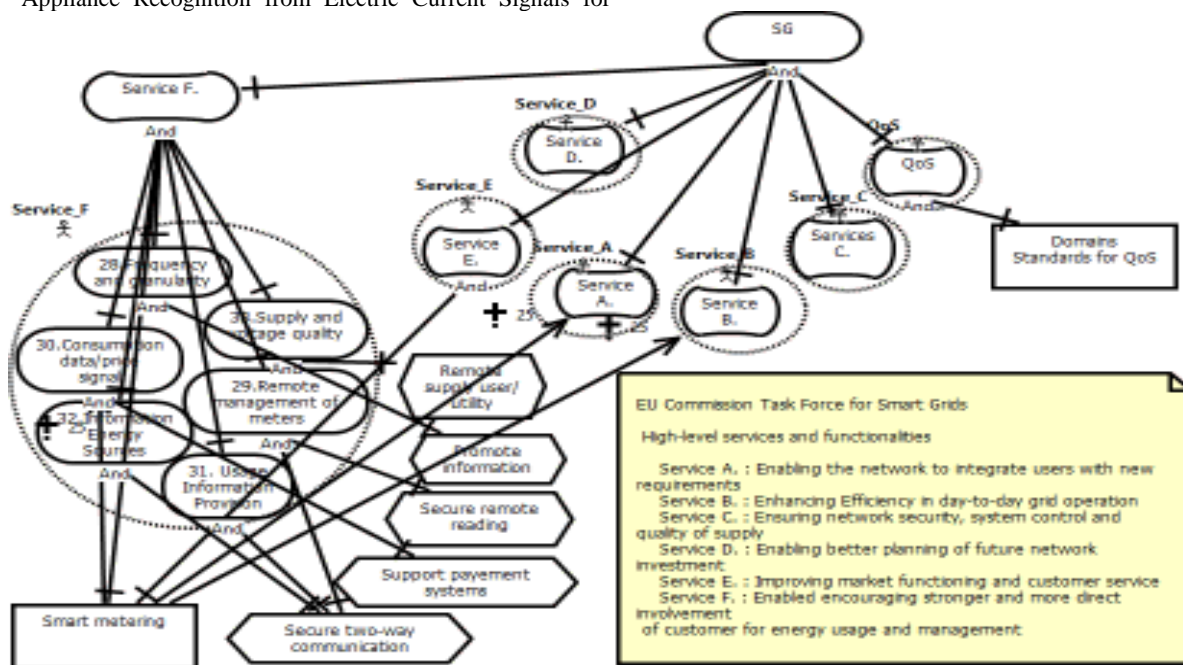 Appliance Recognition from Electric Current Signals for
SG
And
Service F.
And
Service_D
Service
D.
QoS
QoS
And
Service_E
Service
E.
And
Service_F
Service_A
Service
A.
25
25
Service_B
Service
B.
Service_C
Services
C.
Domains
Standards for QoS
28.Frequency
and granularity
And
33.Supply and
voltage quality
And
30.Consumption
data/price
signal
And
29.Remote
management of
meters
And
32.Information
Energy
Sources
25
And
31. Usage
Information
Provision
And
Remote
supply user/
utility
Promote
information
Secure remote
reading
Support payement
systems
Secure two-way
communication
Smart metering
EU Commission Task Force for Smart Grids
High-level services and functionalities
Service A. : Enabling the network to integrate users with new
requirements
Service B. : Enhancing Efficiency in day-to-day grid operation
Service C. : Ensuring network security, system control and
quality of supply
Service D. : Enabling better planning of future network
investment
Service E. : Improving market functioning and customer service
Service F. : Enabled encouraging stronger and more direct
involvement
of customer for energy usage and management